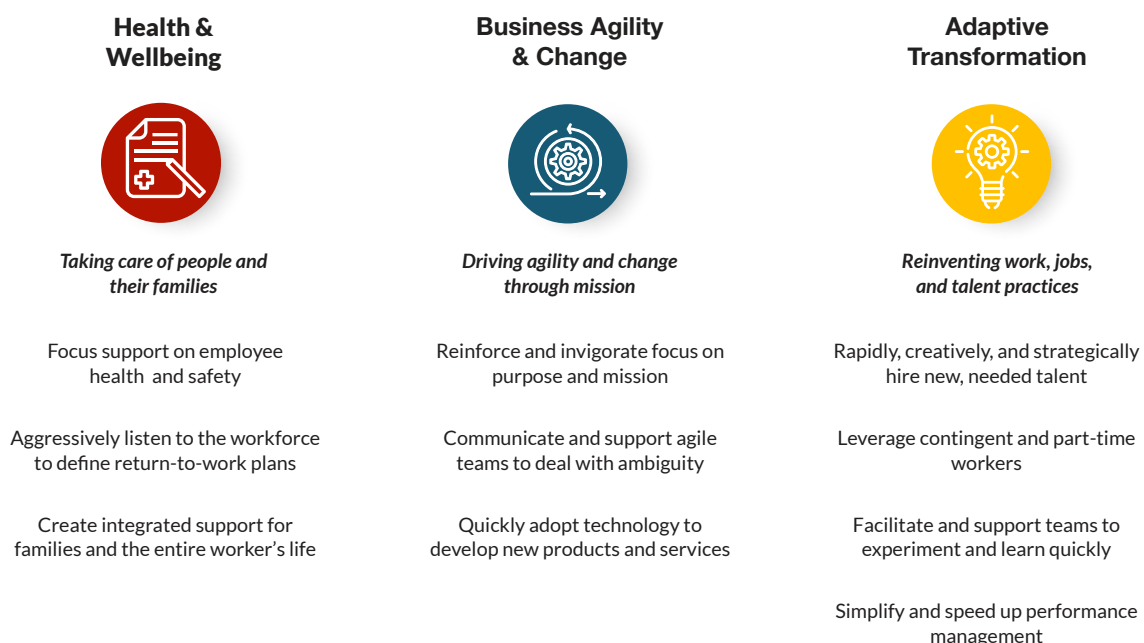 Health &
Wellbeing
Taking care of people and
their families
Focus support on employee
health and safety
Aggressively listen to the workforce
to define return-to-work plans
Create integrated support for
families and the entire worker's life
Business Agility
& Change
Driving agility and change
through mission
Reinforce and invigorate focus on
purpose and mission
Communicate and support agile
teams to deal with ambiguity
Quickly adopt technology to
develop new products and services
Adaptive
Transformation
Reinventing work, jobs,
and talent practices
Rapidly, creatively, and strategically
hire new, needed talent
Leverage contingent and part-time
workers
Facilitate and support teams to
experiment and learn quickly
Simplify and speed up performance
management